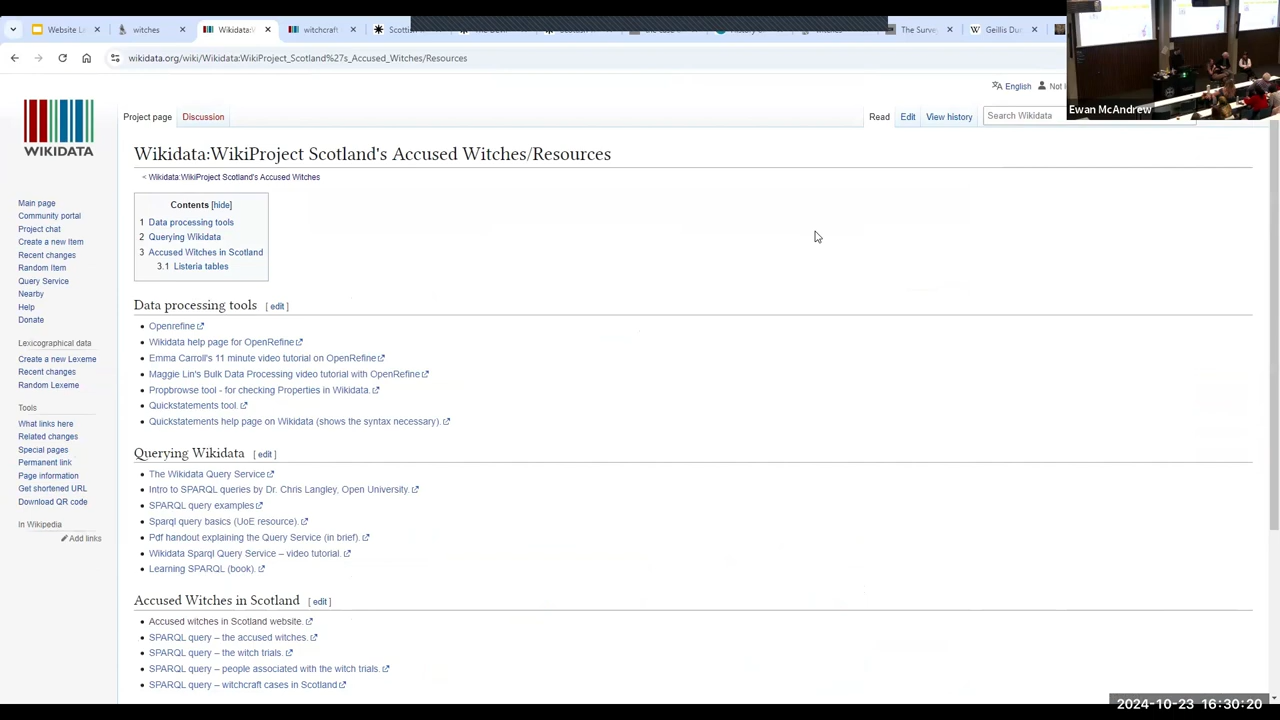 Website L
witches
Wikidata:
witchcraft
Scottish
The Surve
Geillis Du
wikidata.org/wiki/Wikidata:WikiProject_Scotland%27s_Accused_Witches/Resources
English
Not l
Ewan McAndrew
WIKIDATA
Project page
Discussion
Read
Edit
View history
Search Wikidata
Wikidata:WikiProject Scotland's Accused Witches/Resources
< Wikidata:WikiProject Scotland's Accused Witches
Contents [hide]
1 Data processing tools
2 Querying Wikidata
3 Accused Witches in Scotland
3.1 Listeria tables
Main page
Community portal
Project chat
Create a new Item
Recent changes
Random Item
Query Service
Nearby
Help
Donate
Lexicographical data
Create a new Lexeme
Recent changes
Random Lexeme
Tools
What links here
Related changes
Special pages
Permanent link
Page information
Get shortened URL
Download QR code
In Wikipedia
Add links
Data processing tools [ edit ]
Openrefine
Wikidata help page for OpenRefine
Emma Carroll's 11 minute video tutorial on OpenRefine
Maggie Lin's Bulk Data Processing video tutorial with OpenRefine
Propbrowse tool - for checking Properties in Wikidata.
Quickstatements tool.
Quickstatements help page on Wikidata (shows the syntax necessary).
Querying Wikidata [ edit ]
The Wikidata Query Service
Intro to SPARQL queries by Dr. Chris Langley, Open University.
SPARQL query examples
Sparql query basics (UoE resource).
Pdf handout explaining the Query Service (in brief).
Wikidata Sparql Query Service – video tutorial.
Learning SPARQL (book).
Accused Witches in Scotland [ edit ]
Accused witches in Scotland website.
SPARQL query – the accused witches.
SPARQL query – the witch trials.
SPARQL query – people associated with the witch trials.
SPARQL query – witchcraft cases in Scotland
2024-10-23 16:30:20